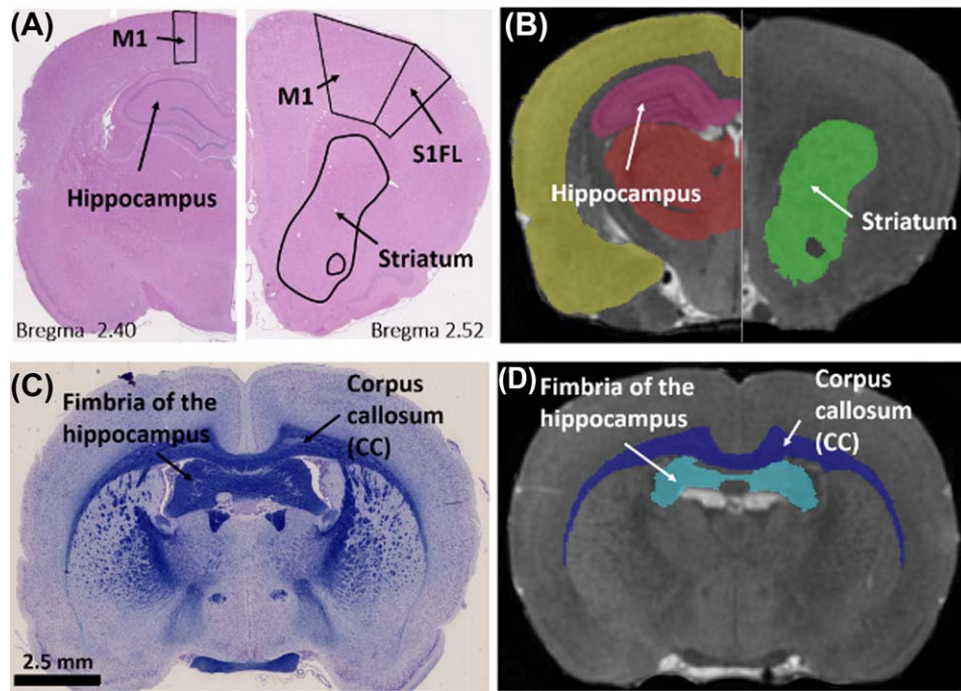 (A)
M1
Hippocampus
Bregma -2.40
M1
S1FL
Striatum
Bregma 2.52
(B)
Hippocampus
Striatum
(C)
Fimbria of the
hippocampus
Corpus
callosum
(CC)
2.5 mm
(D)
Fimbria of the
hippocampus
Corpus
callosum
(CC)